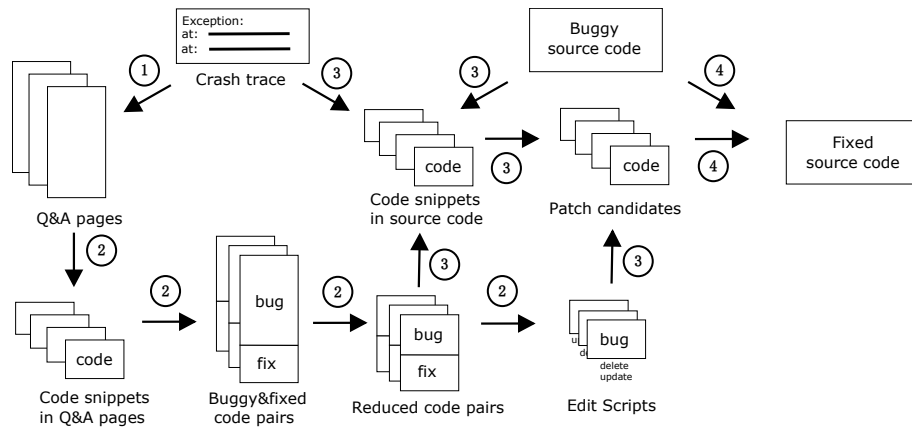 Exception:
at:
at:
Crash trace
Buggy
source code
1
3
3
4
Fixed
source code
code
code
3
4
Q&A pages
Code snippets
in source code
Patch candidates
2
3
3
2
2
2
bug
fix
bug
fix
code
u
d
bug
delete
update
Code snippets
in Q&A pages
Buggy&fixed
code pairs
Reduced code pairs
Edit Scripts